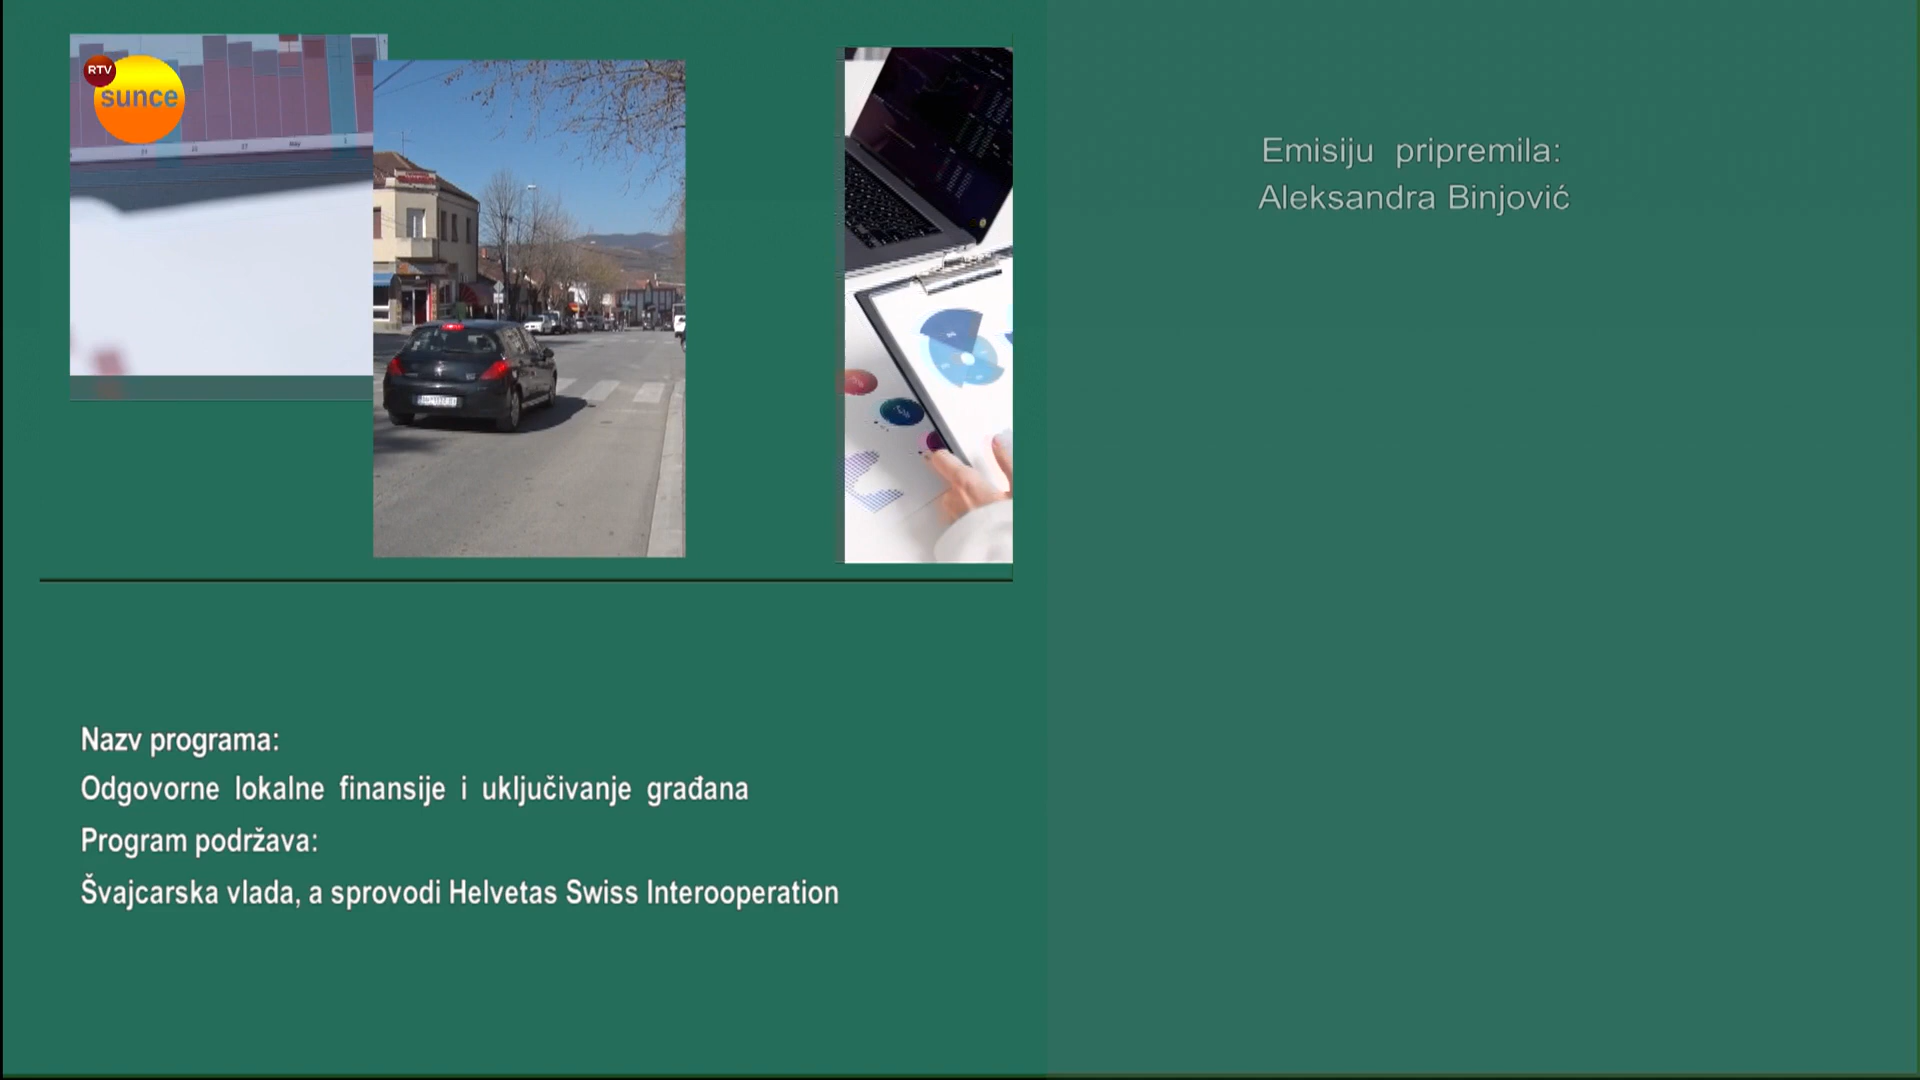 RTV
sunce
Emisiju pripremila:
Aleksandra Binjović
Nazv programa:
Odgovorne lokalne finansije i uključivanje građana
Program podržava:
Švajcarska vlada, a sprovodi Helvetas Swiss Interooperation